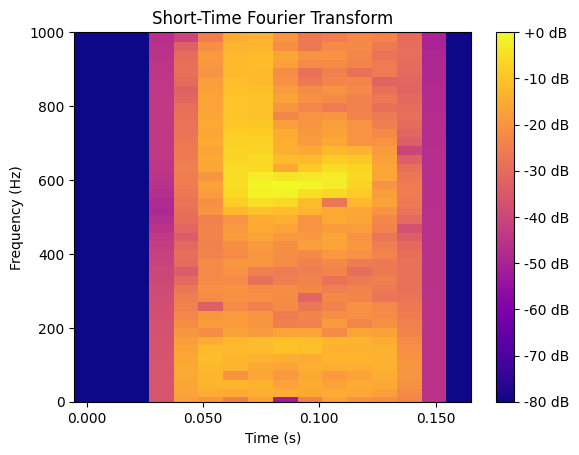 Short-Time Fourier Transform
1000
800
600
400
200
0
Frequency (Hz)
0.000
0.050
0.100
0.150
Time (s)
+0 dB
-10 dB
-20 dB
-30 dB
-40 dB
-50 dB
-60 dB
-70 dB
-80 dB